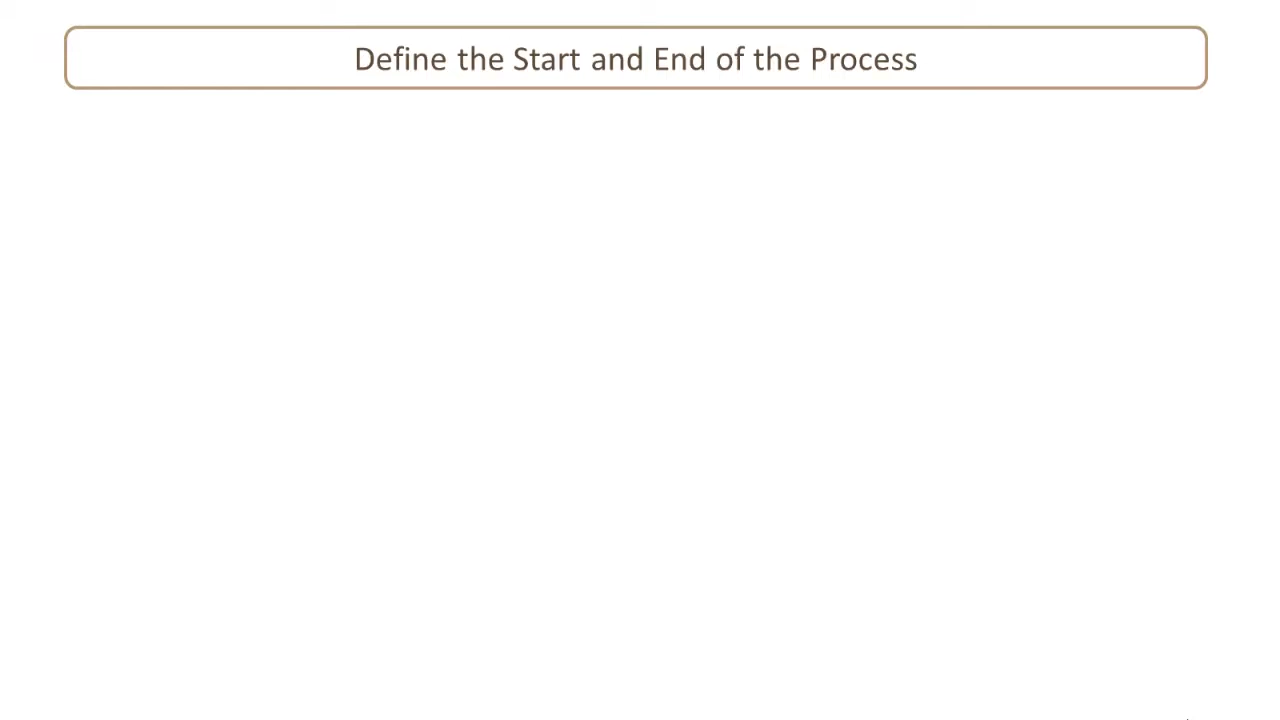 Define the Start and End of the Process